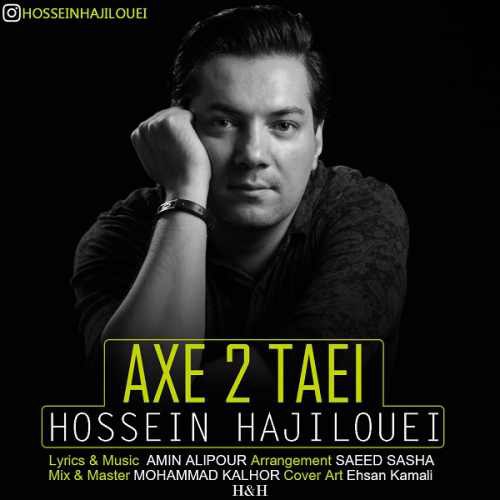 HOSSEINHAJILOUEI
AXE 2 TAEI
HOSSEIN HAJILOUEI
Lyrics & Music AMIN ALIPOUR Arrangement SAEED SASHA
Mix & Master MOHAMMAD KALHOR Cover Art Ehsan Kamali
H&H